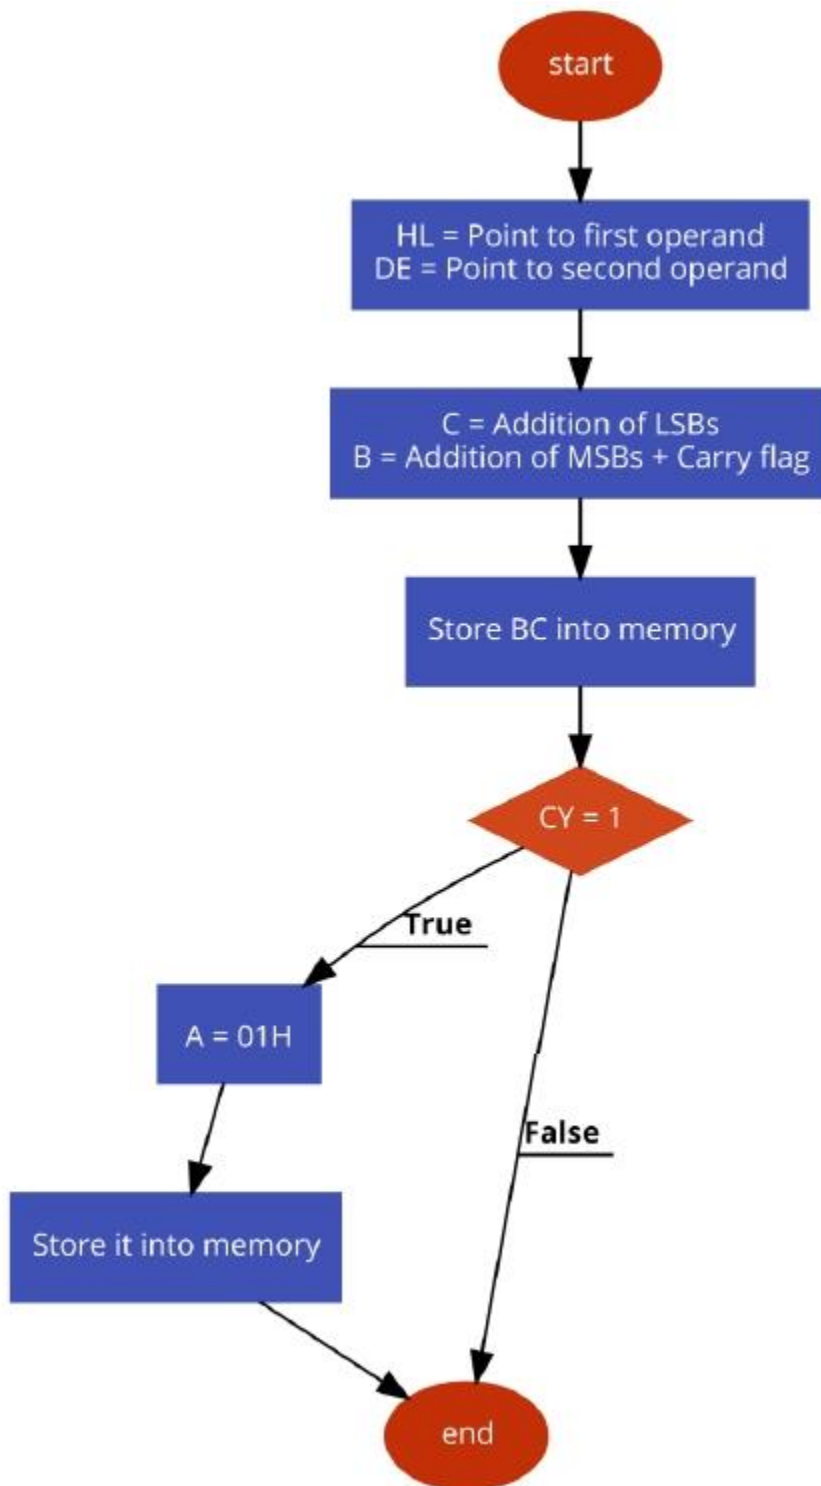 start
HL = Point to first operand
DE = Point to second operand
C = Addition of LSBs
B = Addition of MSBs + Carry flag
Store BC into memory
CY = 1
True
A = 01H
False
Store it into memory
end